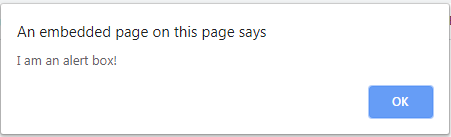 An embedded page on this page says
I am an alert box!
OK